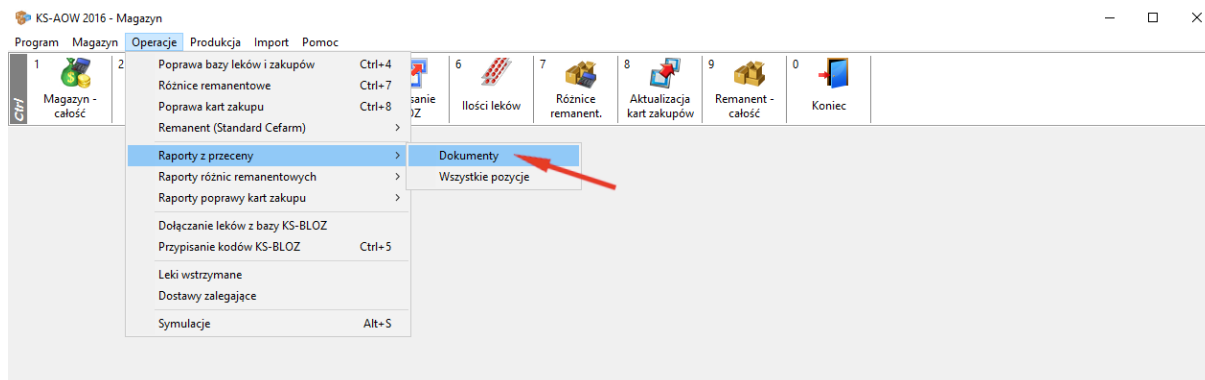 KS-AOW 2016 - Magazyn
Program Magazyn Operacje Produkcja Import Pomoc
Ctrl
1 Magazyn - całość
2
6 Ilości leków
7 Różnice remanent.
8 Aktualizacja kart zakupów
9 Remanent - całość
0 Koniec
Poprawa bazy leków i zakupów Ctrl+4
Różnice remanentowe Ctrl+7
Poprawa kart zakupu Ctrl+8
Remanent (Standard Cefarm)
Raporty z przeceny
Dokumenty
Wszystkie pozycje
Raporty różnic remanentowych
Raporty poprawy kart zakupu
Dołączanie leków z bazy KS-BLOZ
Przypisanie kodów KS-BLOZ Ctrl+5
Leki wstrzymane
Dostawy zalegające
Symulacje Alt+S